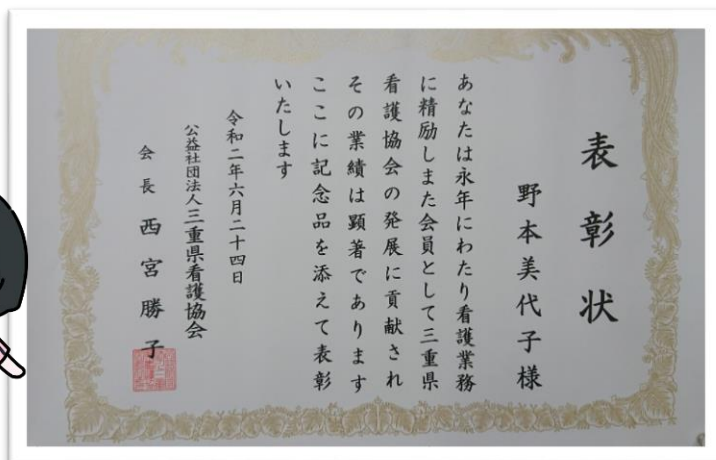 表彰状
野本美代子様
あなたは永年にわたり看護業務
に精励しまた会員として三重県
看護協会の発展に貢献され
その業績は顕著であります
ここに記念品を添えて表彰
いたします
令和二年六月二十四日
公益社団法人三重県看護協会
会長 西宮勝子